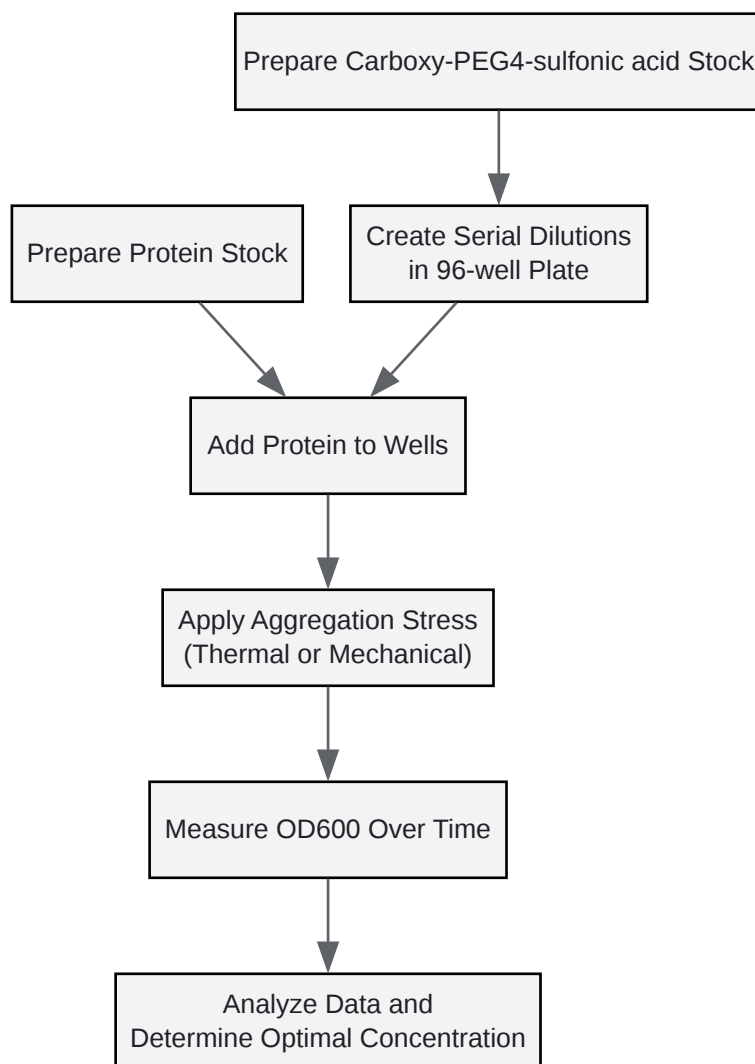 Prepare Carboxy-PEG4-sulfonic acid Stock
Prepare Protein Stock
Create Serial Dilutions
in 96-well Plate
Add Protein to Wells
Apply Aggregation Stress
(Thermal or Mechanical)
Measure OD600 Over Time
Analyze Data and
Determine Optimal Concentration